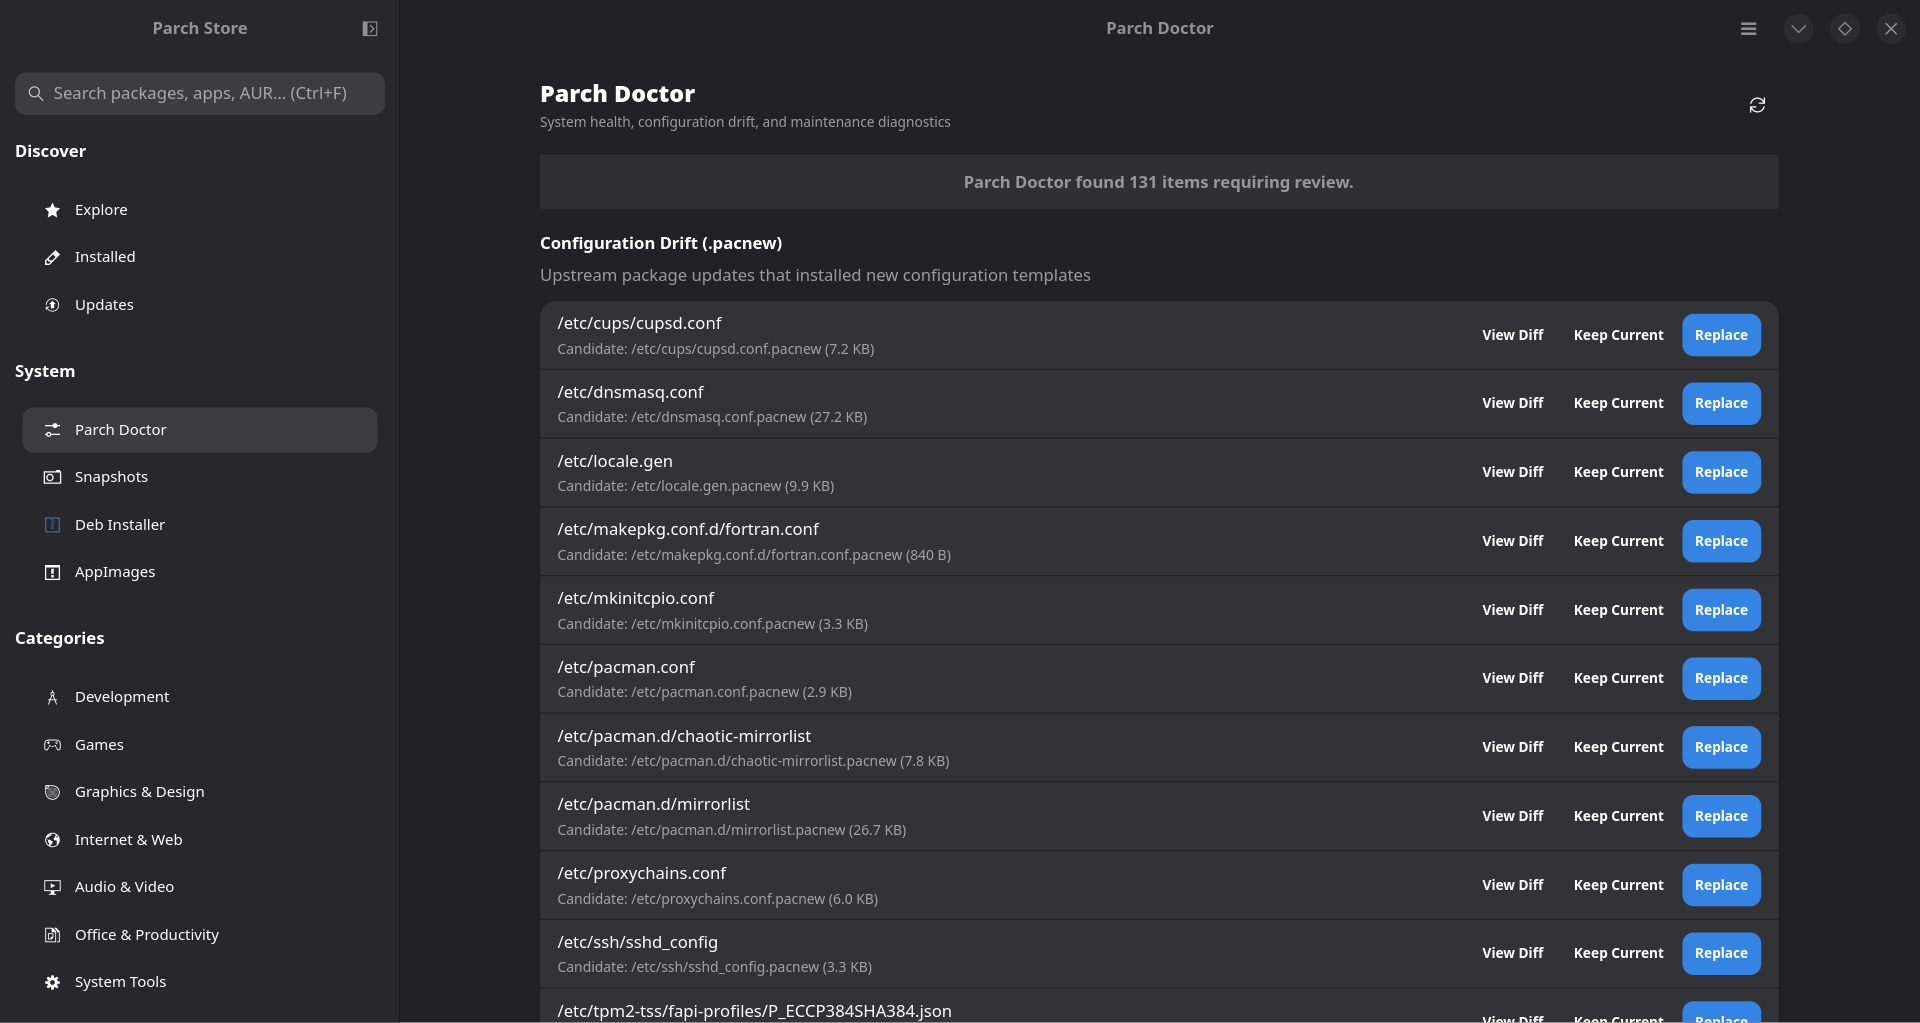 Parch Store
Search packages, apps, AUR... (Ctrl+F)
Discover
Explore
Installed
Updates
System
Parch Doctor
Snapshots
Deb Installer
AppImages
Categories
Development
Games
Graphics & Design
Internet & Web
Audio & Video
Office & Productivity
System Tools
Parch Doctor
Parch Doctor
System health, configuration drift, and maintenance diagnostics
Parch Doctor found 131 items requiring review.
Configuration Drift (.pacnew)
Upstream package updates that installed new configuration templates
/etc/cups/cupsd.conf
Candidate: /etc/cups/cupsd.conf.pacnew (7.2 KB)
View Diff Keep Current Replace
/etc/dnsmasq.conf
Candidate: /etc/dnsmasq.conf.pacnew (27.2 KB)
View Diff Keep Current Replace
/etc/locale.gen
Candidate: /etc/locale.gen.pacnew (9.9 KB)
View Diff Keep Current Replace
/etc/makepkg.conf.d/fortran.conf
Candidate: /etc/makepkg.conf.d/fortran.conf.pacnew (840 B)
View Diff Keep Current Replace
/etc/mkinitcpio.conf
Candidate: /etc/mkinitcpio.conf.pacnew (3.3 KB)
View Diff Keep Current Replace
/etc/pacman.conf
Candidate: /etc/pacman.conf.pacnew (2.9 KB)
View Diff Keep Current Replace
/etc/pacman.d/chaotic-mirrorlist
Candidate: /etc/pacman.d/chaotic-mirrorlist.pacnew (7.8 KB)
View Diff Keep Current Replace
/etc/pacman.d/mirrorlist
Candidate: /etc/pacman.d/mirrorlist.pacnew (26.7 KB)
View Diff Keep Current Replace
/etc/proxychains.conf
Candidate: /etc/proxychains.conf.pacnew (6.0 KB)
View Diff Keep Current Replace
/etc/ssh/sshd_config
Candidate: /etc/ssh/sshd_config.pacnew (3.3 KB)
View Diff Keep Current Replace
/etc/tpm2-tss/fapi-profiles/P_ECCP384SHA384.json
View Diff Keep Current Replace